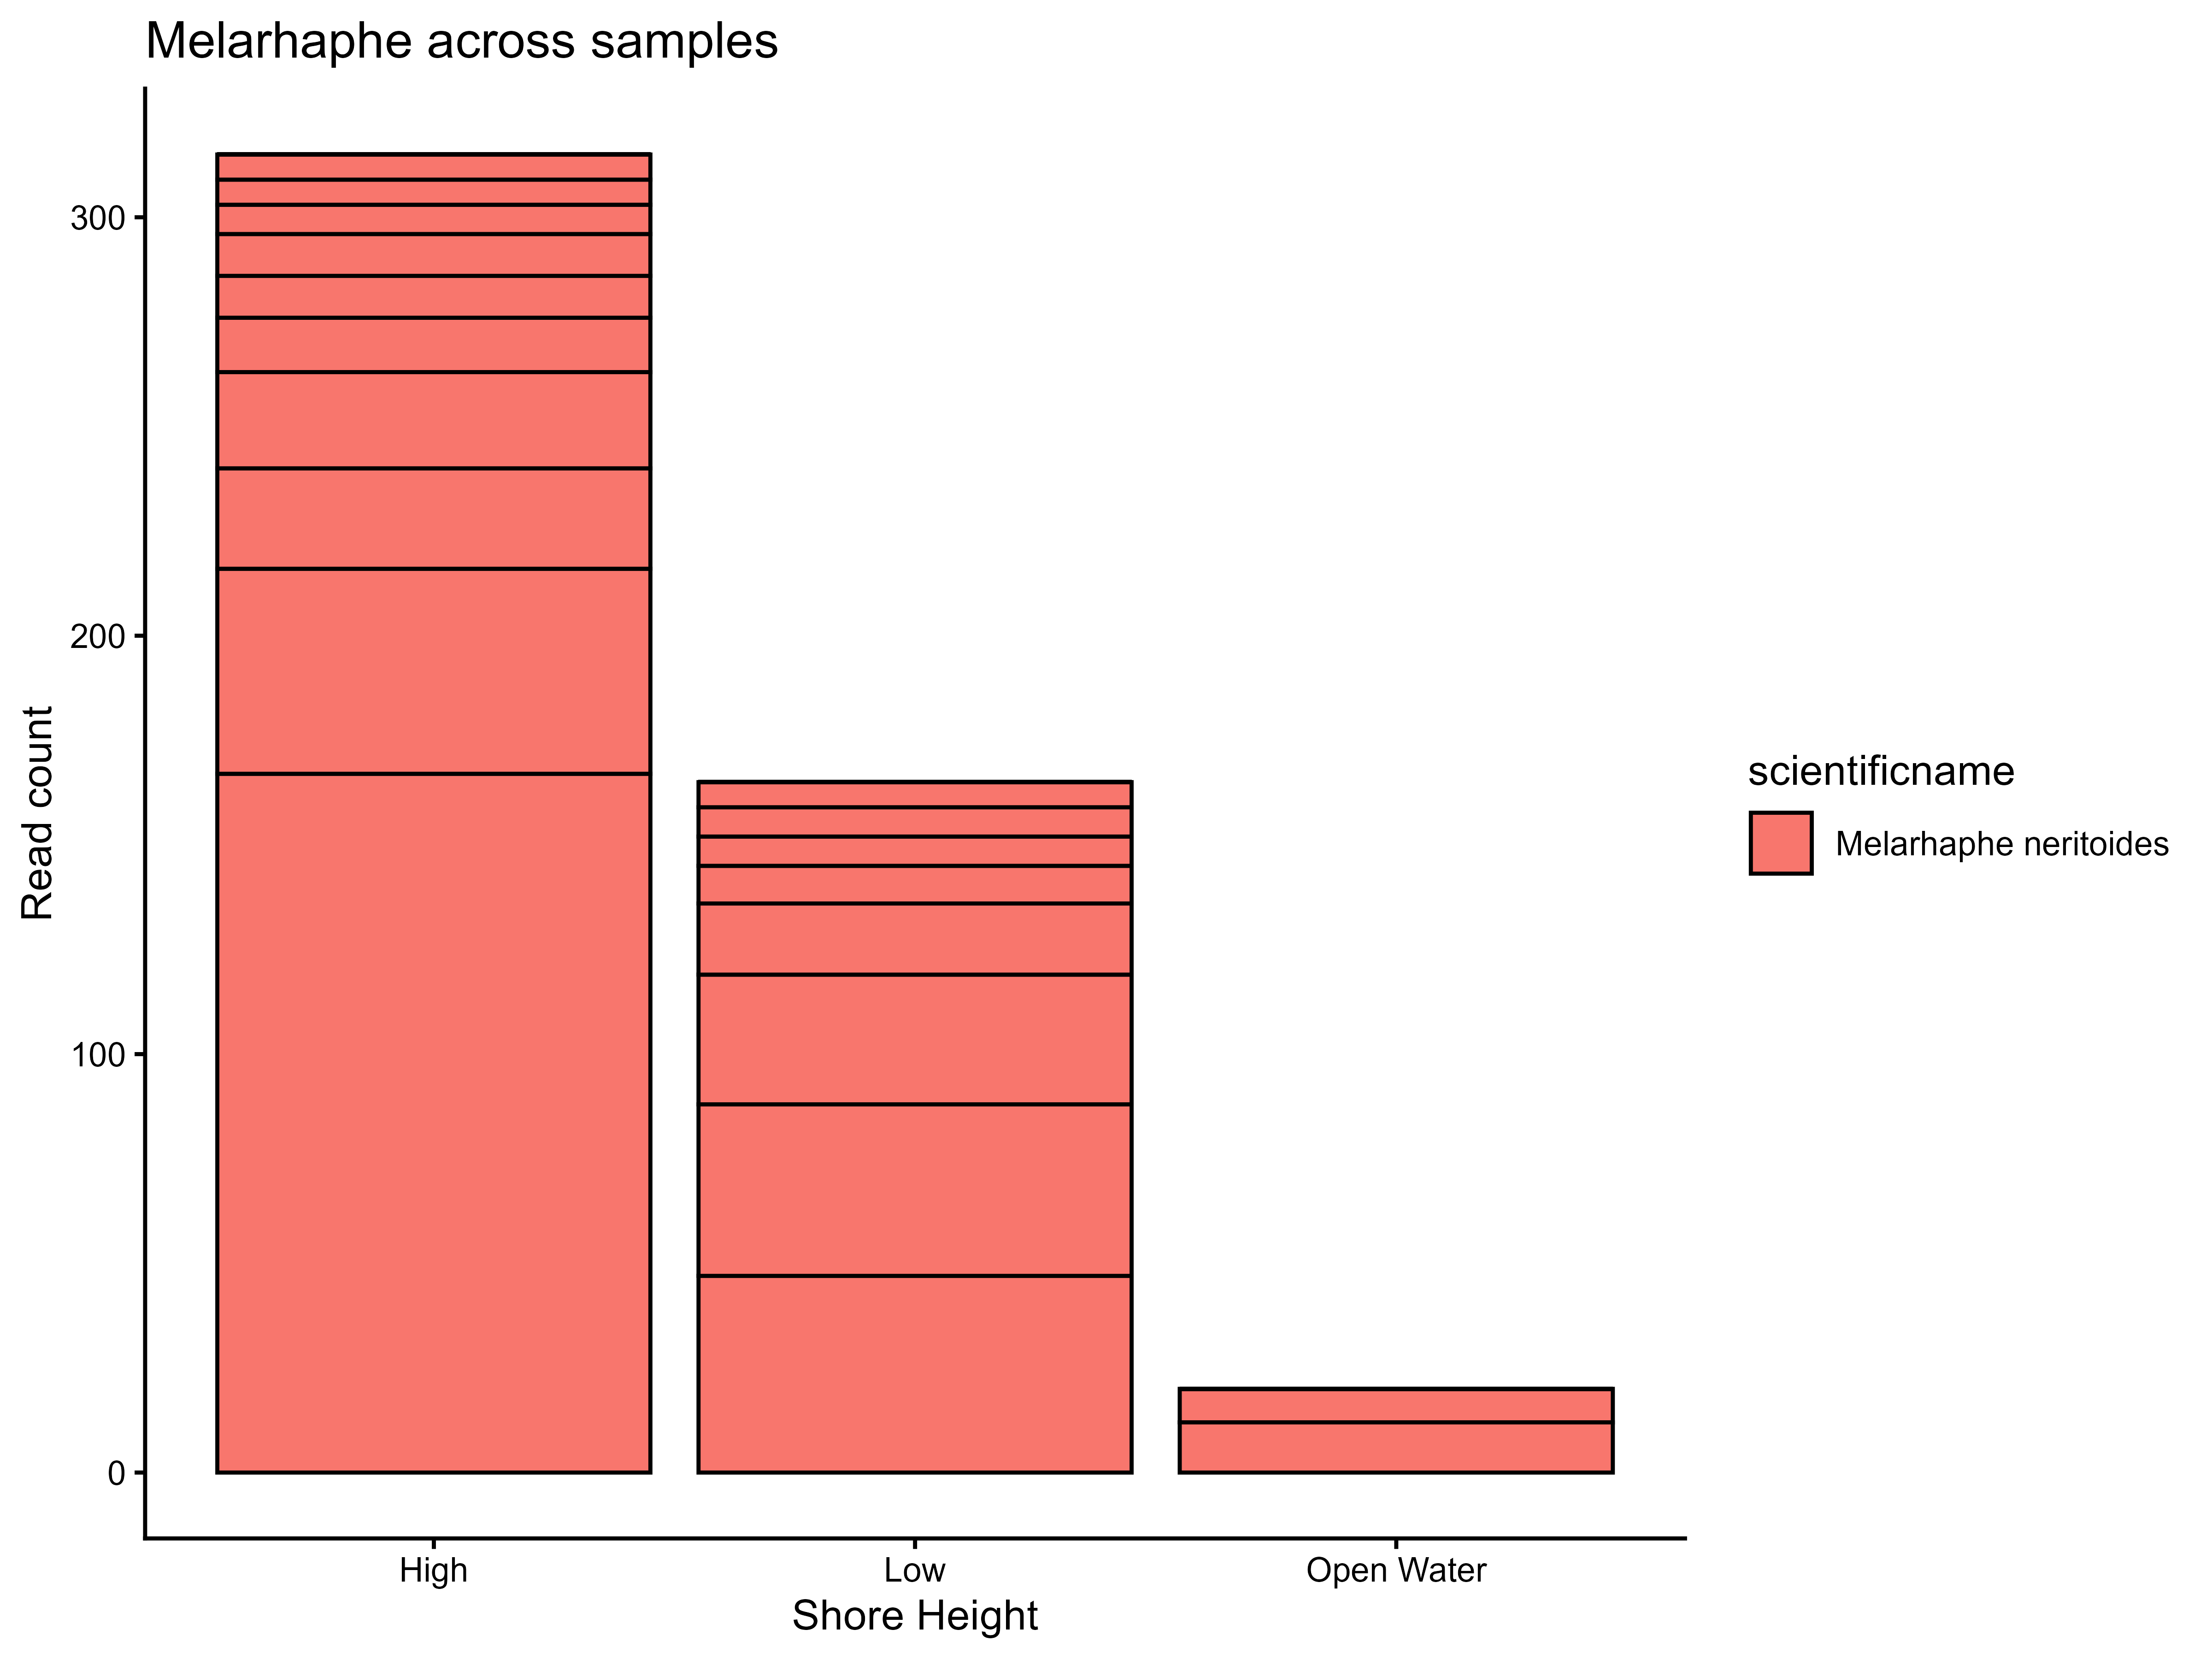 Melarhaphe across samples
300
200
100
0
Read count
High
Low
Open Water
Shore Height
scientificname
Melarhaphe neritoides